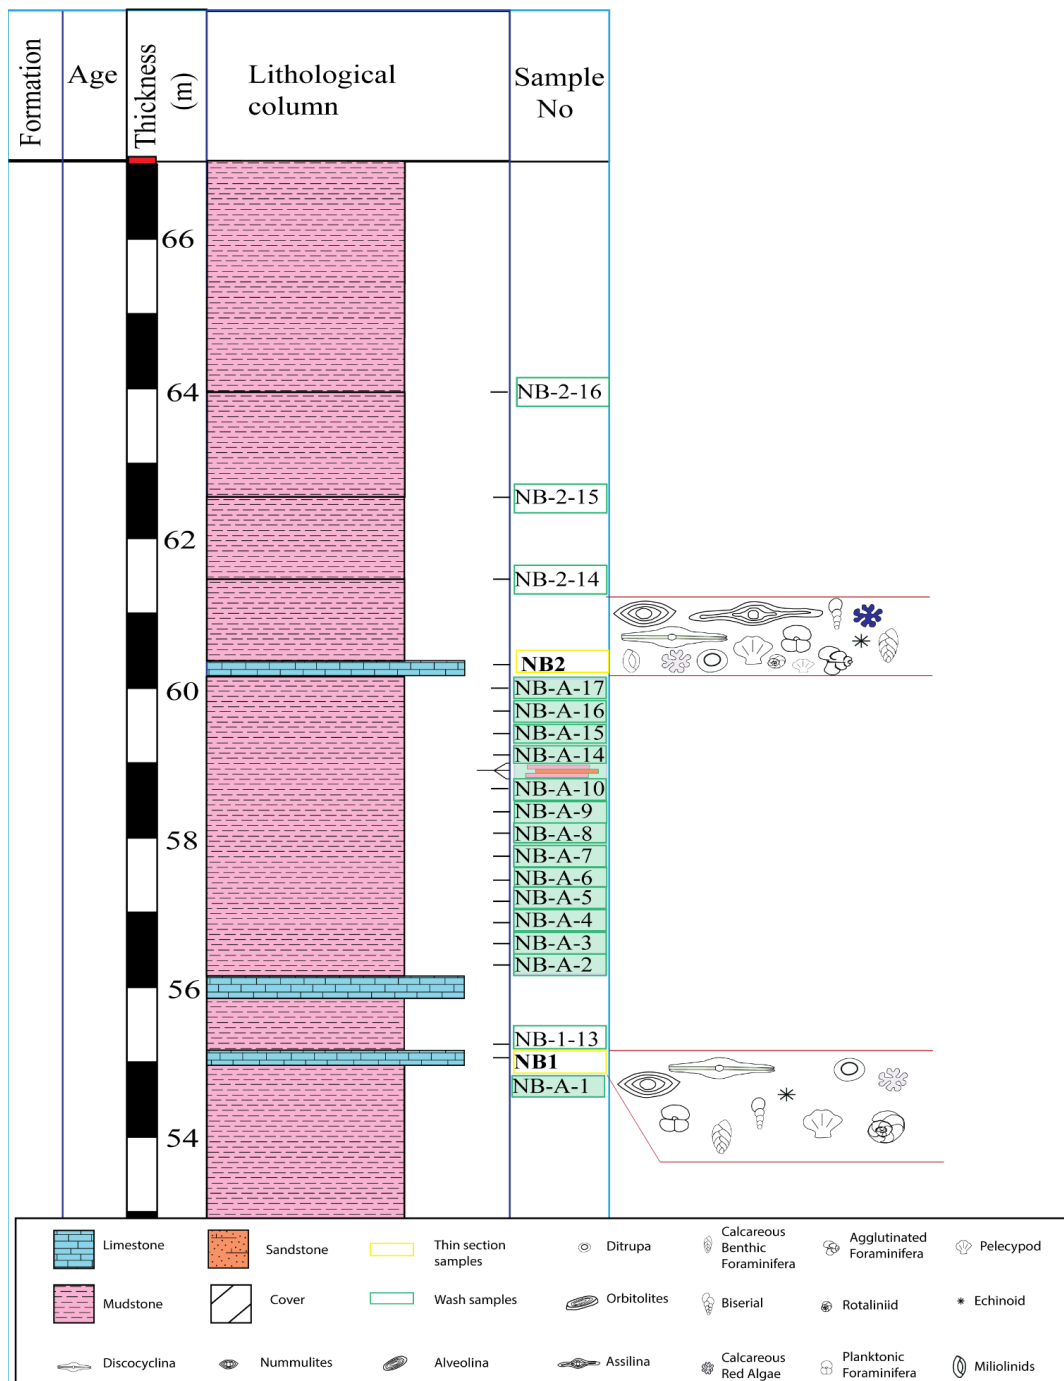 Formation
Age
Thickness
(m)
Lithological
column
Sample
No
66
64
NB-2-16
NB-2-15
62
NB-2-14
NB2
60
NB-A-17
NB-A-16
NB-A-15
NB-A-14
NB-A-10
NB-A-9
58
NB-A-8
NB-A-7
NB-A-6
NB-A-5
NB-A-4
NB-A-3
NB-A-2
56
NB-1-13
NB1
NB-A-1
54
Limestone
Sandstone
Thin section
samples
Ditrupa
Calcareous
Benthic
Foraminifera
Agglutinated
Foraminifera
Pelecypod
Mudstone
Cover
Wash samples
Orbitolites
Biserial
Rotaliniid
Echinoid
Discocyclina
Nummulites
Alveolina
Assilina
Calcareous
Red Algae
Planktonic
Foraminifera
Miliolinids